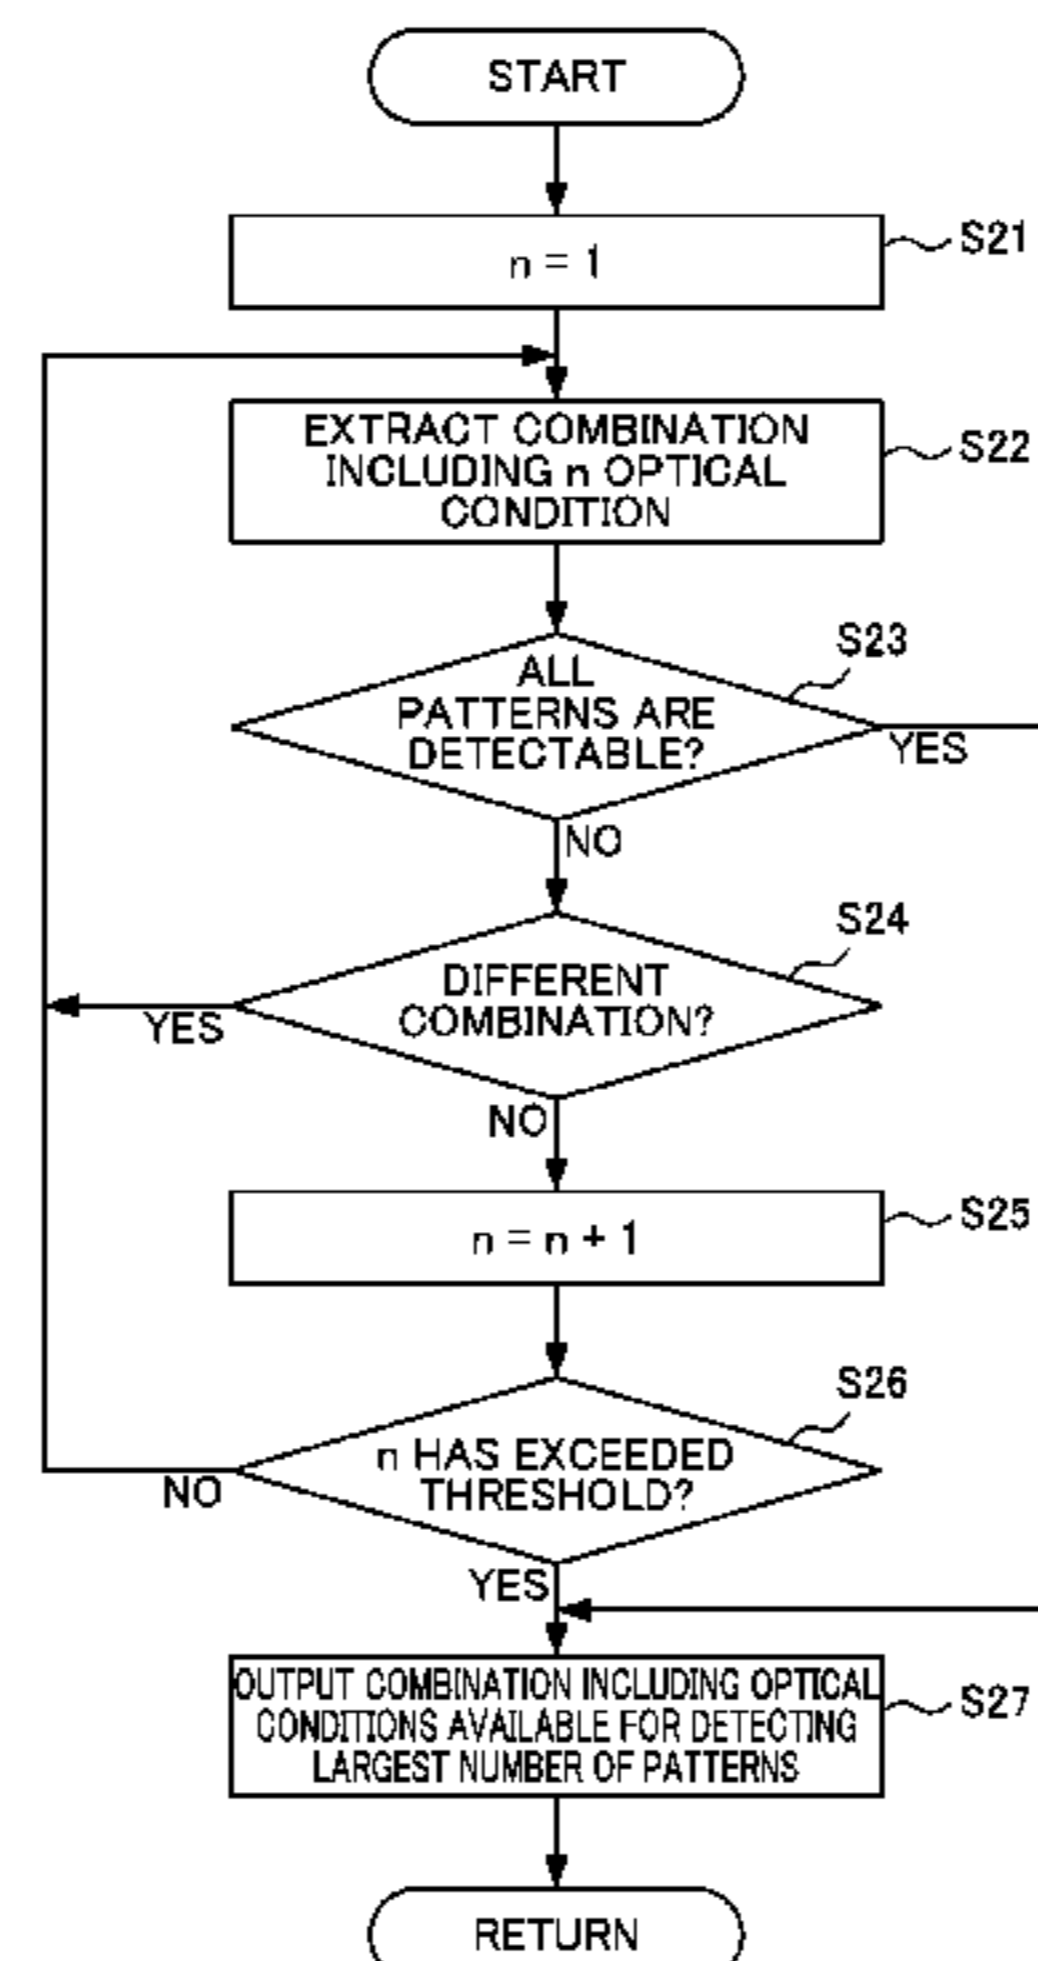 START
n = 1
S21
EXTRACT COMBINATION
INCLUDING n OPTICAL
CONDITION
S22
S23
ALL
PATTERNS ARE
DETECTABLE?
YES
NO
S24
DIFFERENT
COMBINATION?
YES
NO
n = n + 1
S25
S26
n HAS EXCEEDED
THRESHOLD?
NO
YES
OUTPUT COMBINATION INCLUDING OPTICAL
CONDITIONS AVAILABLE FOR DETECTING
LARGEST NUMBER OF PATTERNS
S27
RETURN